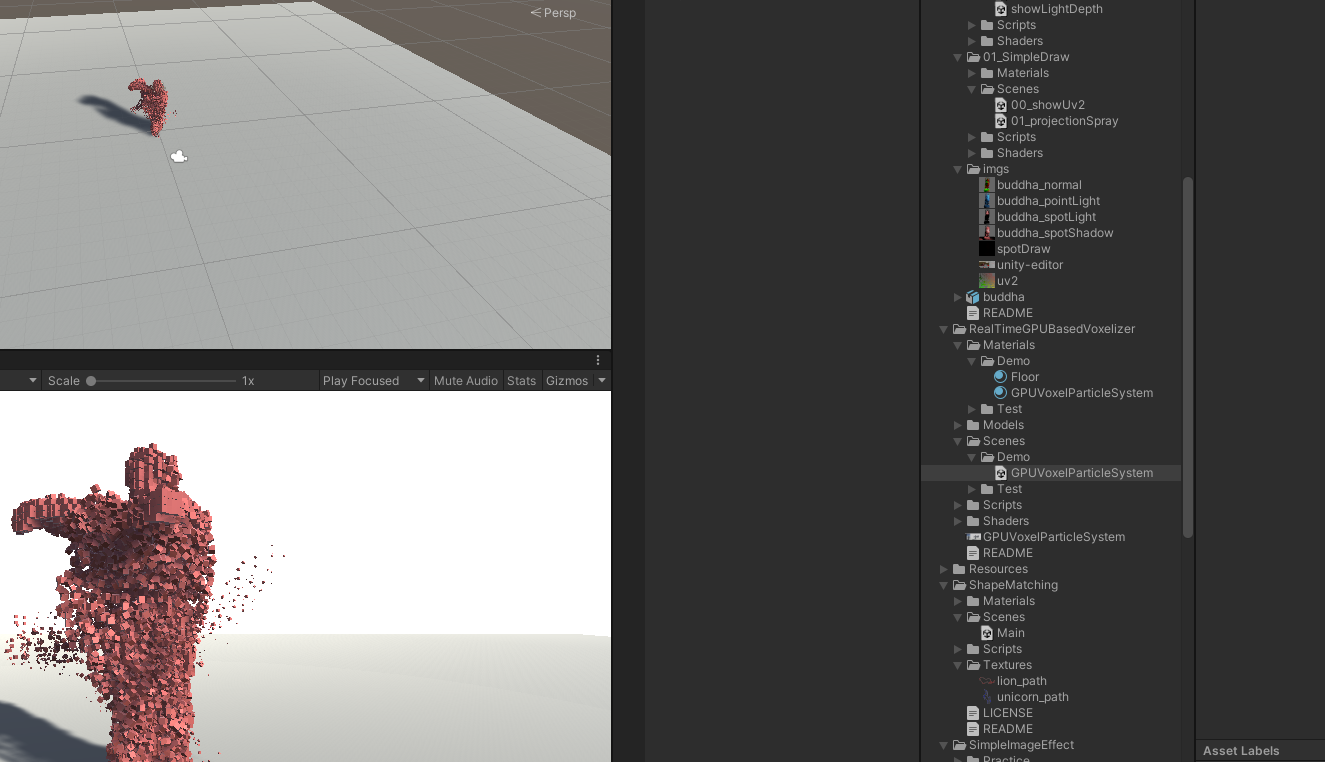 Persp
Scale
1x
Play Focused
Mute Audio
Stats
Gizmos
showLightDepth
Scripts
Shaders
01_SimpleDraw
Materials
Scenes
00_showUv2
01_projectionSpray
Scripts
Shaders
imgs
buddha_normal
buddha_pointLight
buddha_spotLight
buddha_spotShadow
spotDraw
unity-editor
uv2
buddha
README
RealTimeGPUBasedVoxelizer
Materials
Demo
Floor
GPUVoxelParticleSystem
Test
Models
Scenes
Demo
GPUVoxelParticleSystem
Test
Scripts
Shaders
GPUVoxelParticleSystem
README
Resources
ShapeMatching
Materials
Scenes
Main
Scripts
Textures
lion_path
unicorn_path
LICENSE
README
SimpleImageEffect
Practice
Asset Labels